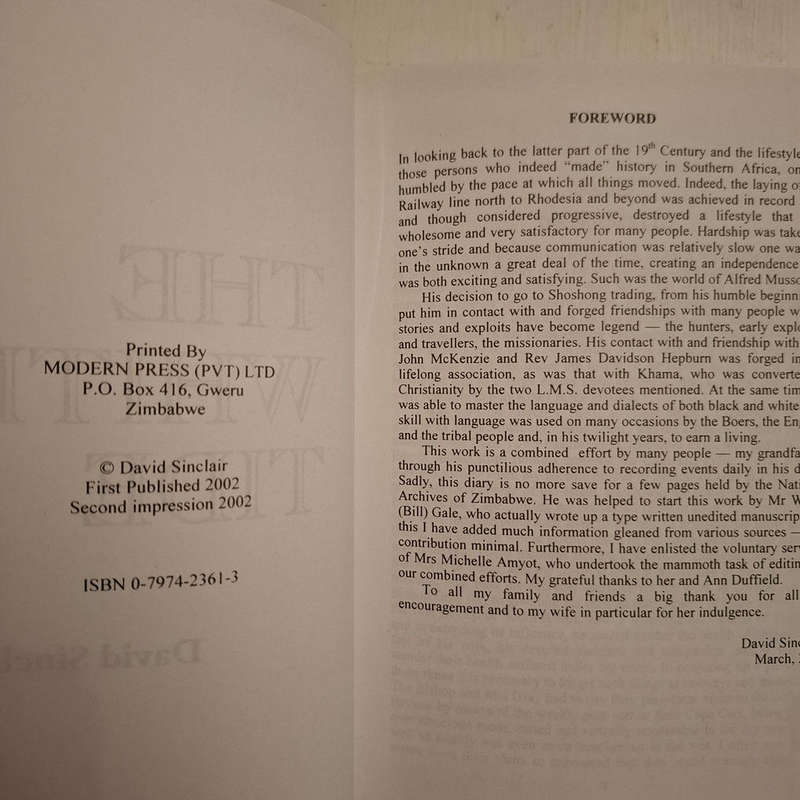 Printed By
MODERN PRESS (PVT) LTD
P.O. Box 416, Gweru
Zimbabwe
© David Sinclair
First Published 2002
Second impression 2002
ISBN 0-7974-2361-3
FOREWORD
In looking back to the latter part of the 19th Century and the lifestyle
those persons who indeed “made” history in Southern Africa, on
humbled by the pace at which all things moved. Indeed, the laying o
Railway line north to Rhodesia and beyond was achieved in record
and though considered progressive, destroyed a lifestyle that
wholesome and very satisfactory for many people. Hardship was take
one’s stride and because communication was relatively slow one wa
in the unknown a great deal of the time, creating an independence
was both exciting and satisfying. Such was the world of Alfred Musso
His decision to go to Shoshong trading, from his humble beginni
put him in contact with and forged friendships with many people w
stories and exploits have become legend — the hunters, early explo
and travellers, the missionaries. His contact with and friendship with
John McKenzie and Rev James Davidson Hepburn was forged in
lifelong association, as was that with Khama, who was converte
Christianity by the two L.M.S. devotees mentioned. At the same tim
was able to master the language and dialects of both black and white
skill with language was used on many occasions by the Boers, the En
and the tribal people and, in his twilight years, to earn a living.
This work is a combined effort by many people — my grandfa
through his punctilious adherence to recording events daily in his d
Sadly, this diary is no more save for a few pages held by the Nati
Archives of Zimbabwe. He was helped to start this work by Mr W
(Bill) Gale, who actually wrote up a type written unedited manuscrip
this I have added much information gleaned from various sources —
contribution minimal. Furthermore, I have enlisted the voluntary ser
of Mrs Michelle Amyot, who undertook the mammoth task of editin
our combined efforts. My grateful thanks to her and Ann Duffield.
To all my family and friends a big thank you for all
encouragement and to my wife in particular for her indulgence.
David Sinc
March,